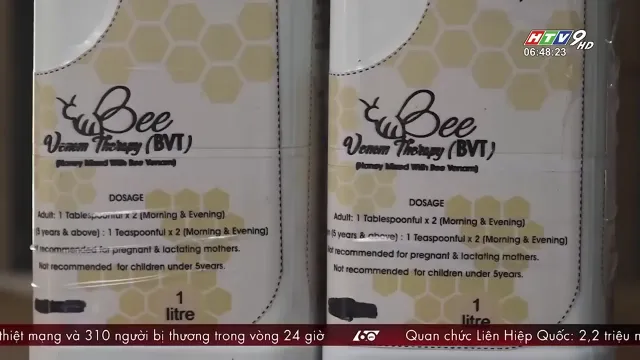 HTV9 HD
06:48:23
Bee
Venom Therapy (BVT)
(Honey Mixed With Bee Venom)
DOSAGE
Adult: 1 Tablespoonful x 2 (Morning & Evening)
(5 years & above) : 1 Teaspoonful x 2 (Morning & Evening)
t recommended for pregnant & lactating mothers.
Not recommended for children under 5years.
1
litre
Bee
Venom Therapy (BVT)
(Honey Mixed With Bee Venom)
DOSAGE
Adult: 1 Tablespoonful x 2 (Morning & Evening)
(5 years & above) : 1 Teaspoonful x 2 (Morning & Evening)
Not recommended for pregnant & lactating mothers.
Not recommended for children under 5years.
1
litre
thiệt mạng và 310 người bị thương trong vòng 24 giờ
60
Quan chức Liên Hiệp Quốc: 2,2 triệu